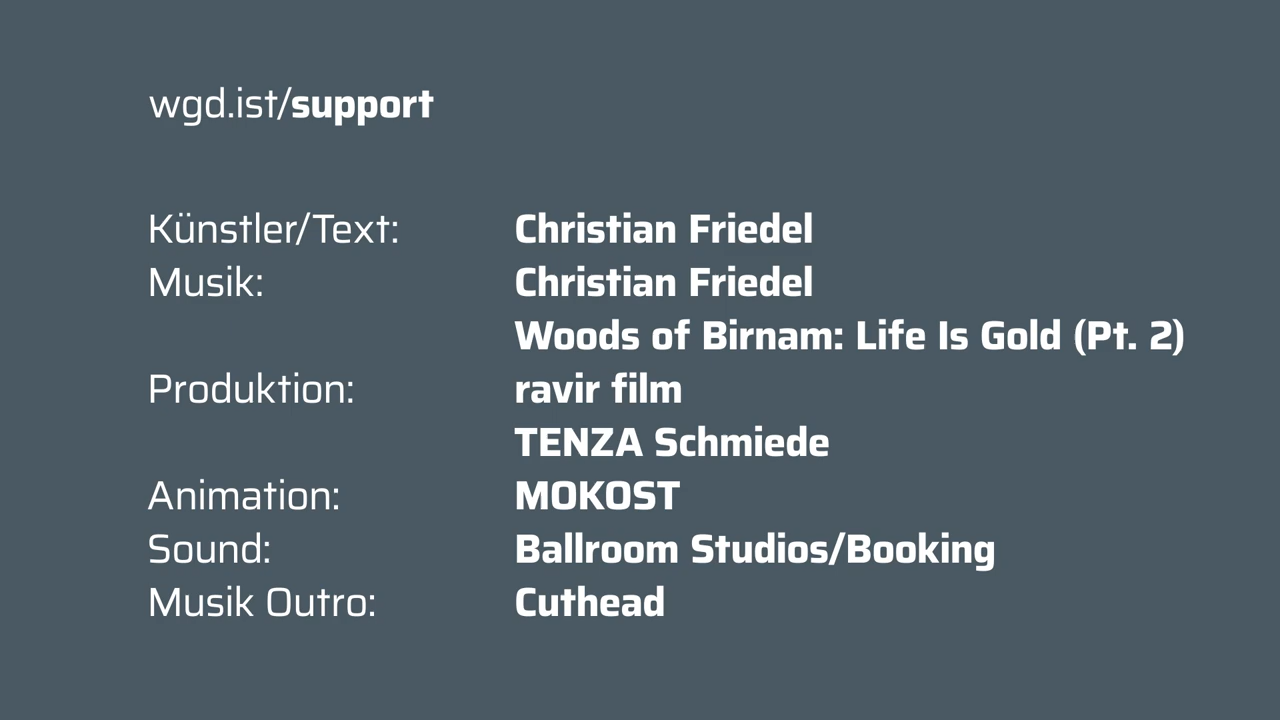 wgd.ist/support
Künstler/Text: Christian Friedel
Musik: Christian Friedel
Woods of Birnam: Life Is Gold (Pt. 2)
Produktion: ravir film
TENZA Schmiede
Animation: MOKOST
Sound: Ballroom Studios/Booking
Musik Outro: Cuthead